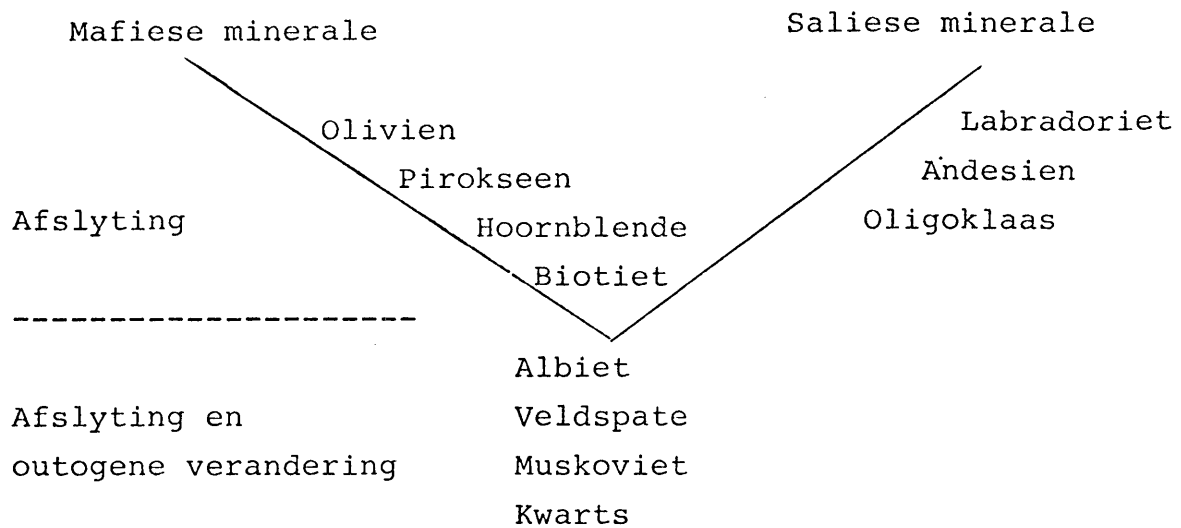 Mafiese minerale
Saliese minerale
Olivien
Labradoriet
Pirokseen
Andesien
Afslyting
Hoornblende
Oligoklaas
Biotiet
Albiet
Afslyting en
Veldspate
outogene verandering
Muskoviet
Kwarts